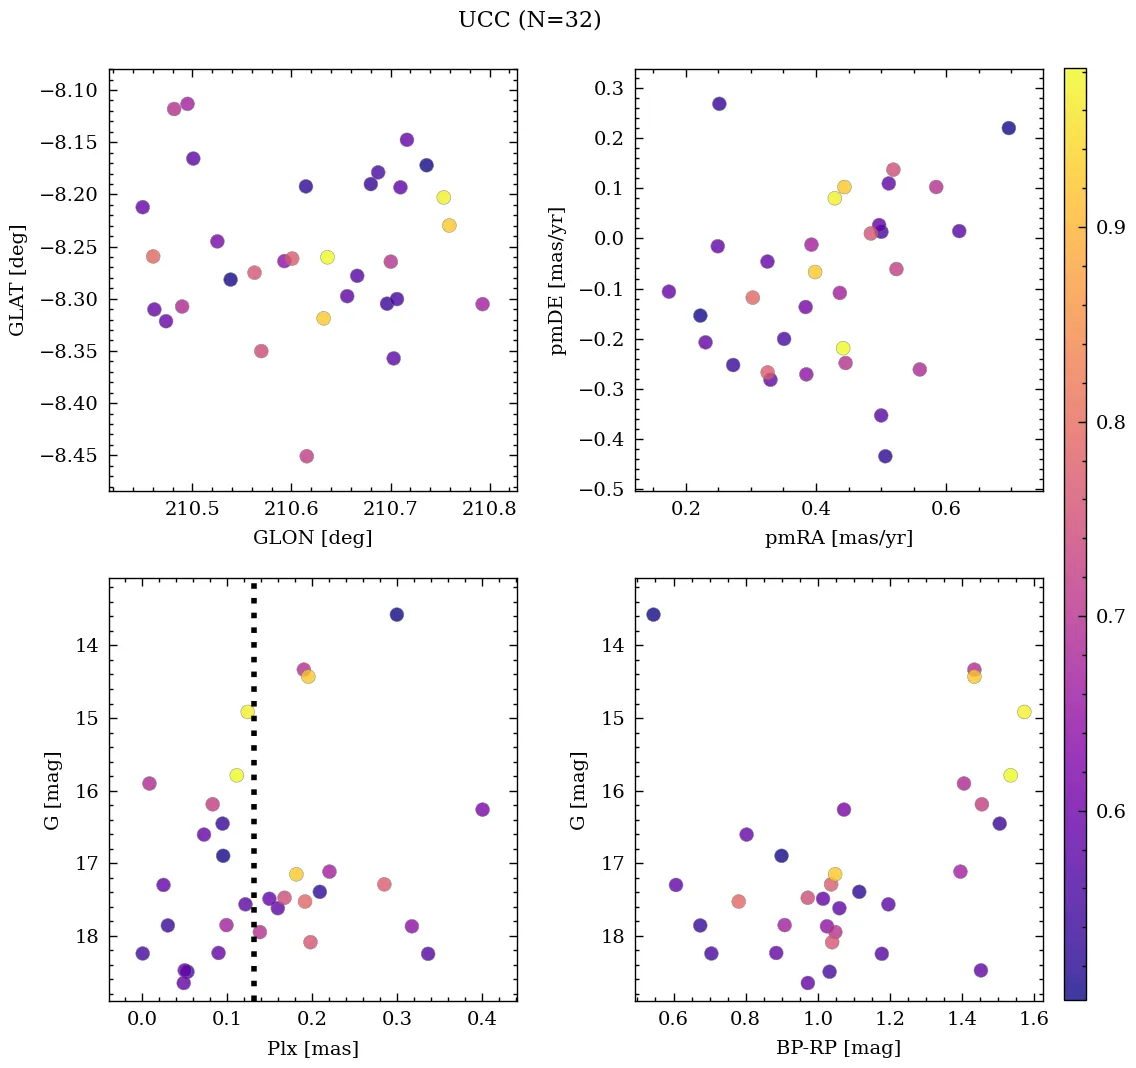 UCC (N=32)
−8.10
−8.15
−8.20
−8.25
−8.30
−8.35
−8.40
−8.45
GLAT [deg]
210.5 210.6 210.7 210.8
GLON [deg]
0.3
0.2
0.1
0.0
−0.1
−0.2
−0.3
−0.4
−0.5
pmDE [mas/yr]
0.2 0.4 0.6
pmRA [mas/yr]
14
15
16
17
18
G [mag]
0.0 0.1 0.2 0.3 0.4
Plx [mas]
14
15
16
17
18
G [mag]
0.6 0.8 1.0 1.2 1.4 1.6
BP-RP [mag]
0.9
0.8
0.7
0.6